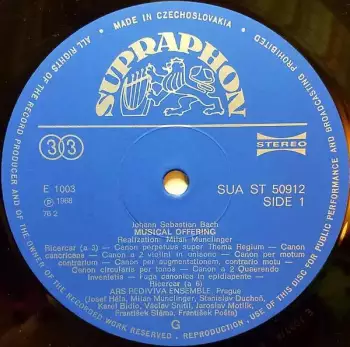 MADE IN CZECHOSLOVAKIA
ALL RIGHTS OF THE RECORD PRODUCER AND OF THE OWNER OF THE RECORDED WORK RESERVED . REPRODUCTION , USE OF THIS DISC FOR PUBLIC PERFORMANCE AND BROADCASTING PROHIBITED
SUPRAPHON
33
STEREO
E 1003
Ⓟ 1968
76 2
SUA ST 50912
SIDE 1
Johann Sebastian Bach
MUSICAL OFFERING
Realization: Milan Munclinger
Ricercar (a 3) - Canon perpetuus super Thema Regium - Canon
cancricans - Canon a 2 violini in unisono - Canon per motum
contrarium - Canon per augmentationem, contrario motu -
Canon circularis per tonos - Canon a 2 Quaerendo
invenietis - Fuga canonica in epidiapente -
Ricercar (a 6)
ARS REDIVIVA ENSEMBLE, Prague
(Josef Hála, Milan Munclinger, Stanislav Duchoň,
Karel Bidlo, Václav Snítil, Jaroslav Motlík,
František Sláma, František Pošta)
G